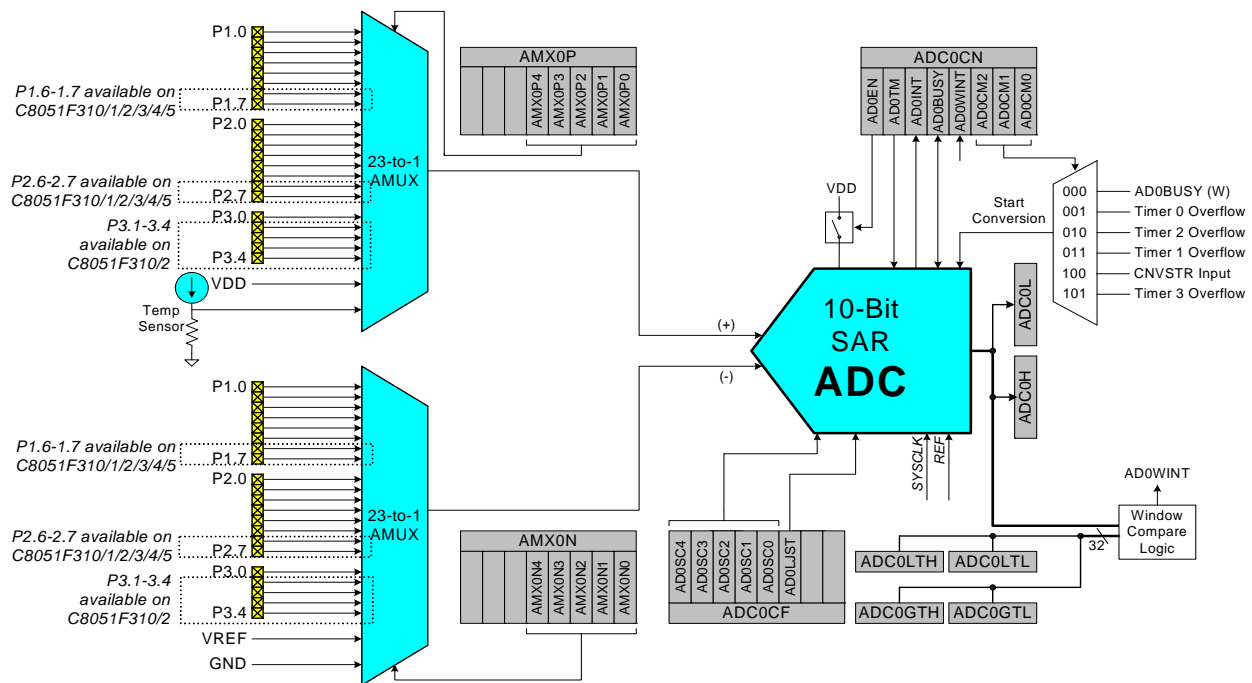 P1.0
P1.6-1.7 available on
C8051F310/1/2/3/4/5
P1.7
P2.0
P2.6-2.7 available on
C8051F310/1/2/3/4/5
P2.7
P3.0
P3.1-3.4
available on
C8051F310/2
P3.4
VDD
Temp
Sensor
23-to-1
AMUX
AMX0P
AMX0P4
AMX0P3
AMX0P2
AMX0P1
AMX0P0
ADC0CN
AD0EN
AD0TM
AD0INT
AD0BUSY
AD0WINT
AD0CM2
AD0CM1
AD0CM0
VDD
Start
Conversion
000
AD0BUSY (W)
001
Timer 0 Overflow
010
Timer 2 Overflow
011
Timer 1 Overflow
100
CNVSTR Input
101
Timer 3 Overflow
(+)
(-)
10-Bit
SAR
ADC
ADC0L
ADC0H
SYSCLK
REF
P1.0
P1.6-1.7 available on
C8051F310/1/2/3/4/5
P1.7
P2.0
P2.6-2.7 available on
C8051F310/1/2/3/4/5
P2.7
P3.0
P3.1-3.4
available on
C8051F310/2
P3.4
VREF
GND
23-to-1
AMUX
AMX0N
AMX0N4
AMX0N3
AMX0N2
AMX0N1
AMX0N0
AD0SC4
AD0SC3
AD0SC2
AD0SC1
AD0SC0
AD0LJST
ADC0CF
AD0WINT
Window
Compare
Logic
32
ADC0LTH
ADC0LTL
ADC0GTH
ADC0GTL